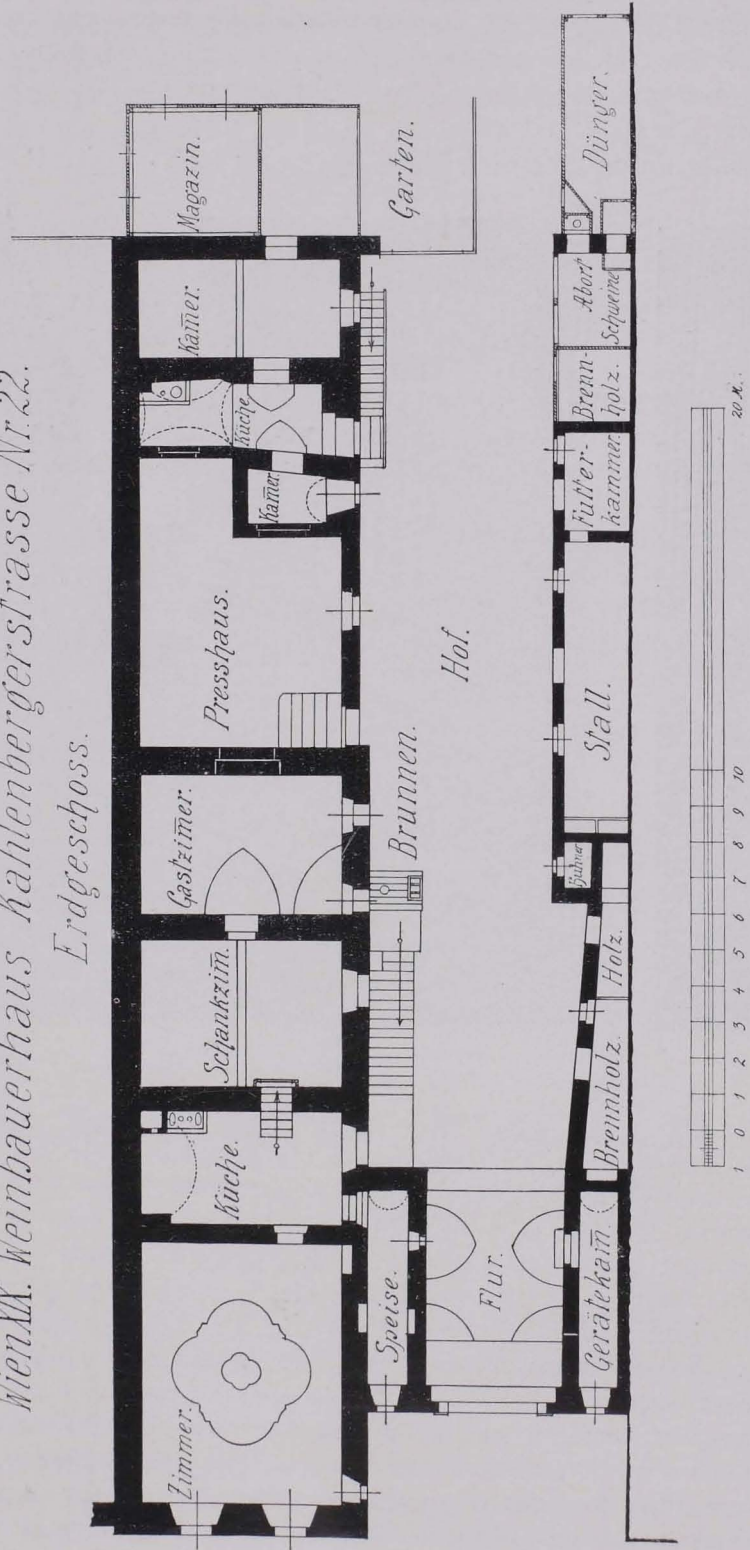 Wien XIX. Weinhauerhaus Kahlenbergerstrasse Nr. 22.
Erdgeschoss.
Zimmer.
Küche.
Schankzim̄.
Gastzim̄er.
Presshaus.
Kam̄er.
Küche
Kam̄er.
Magazin.
Speise.
Flur.
Brunnen.
Hof.
Garten.
Gerätekam̄.
Brennholz.
Holz.
Hühner
Stall.
Futter-
kammer.
Brenn-
holz.
Abort
Schweine
Dünger.
1 0 1 2 3 4 5 6 7 8 9 10 20 M.